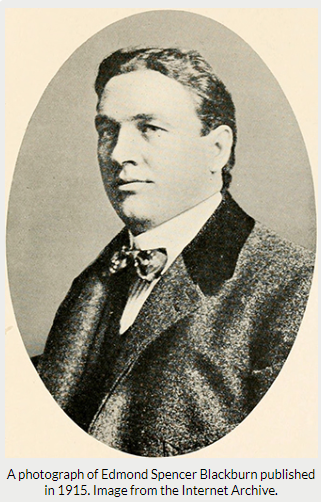 A photograph of Edmond Spencer Blackburn published
in 1915. Image from the Internet Archive.